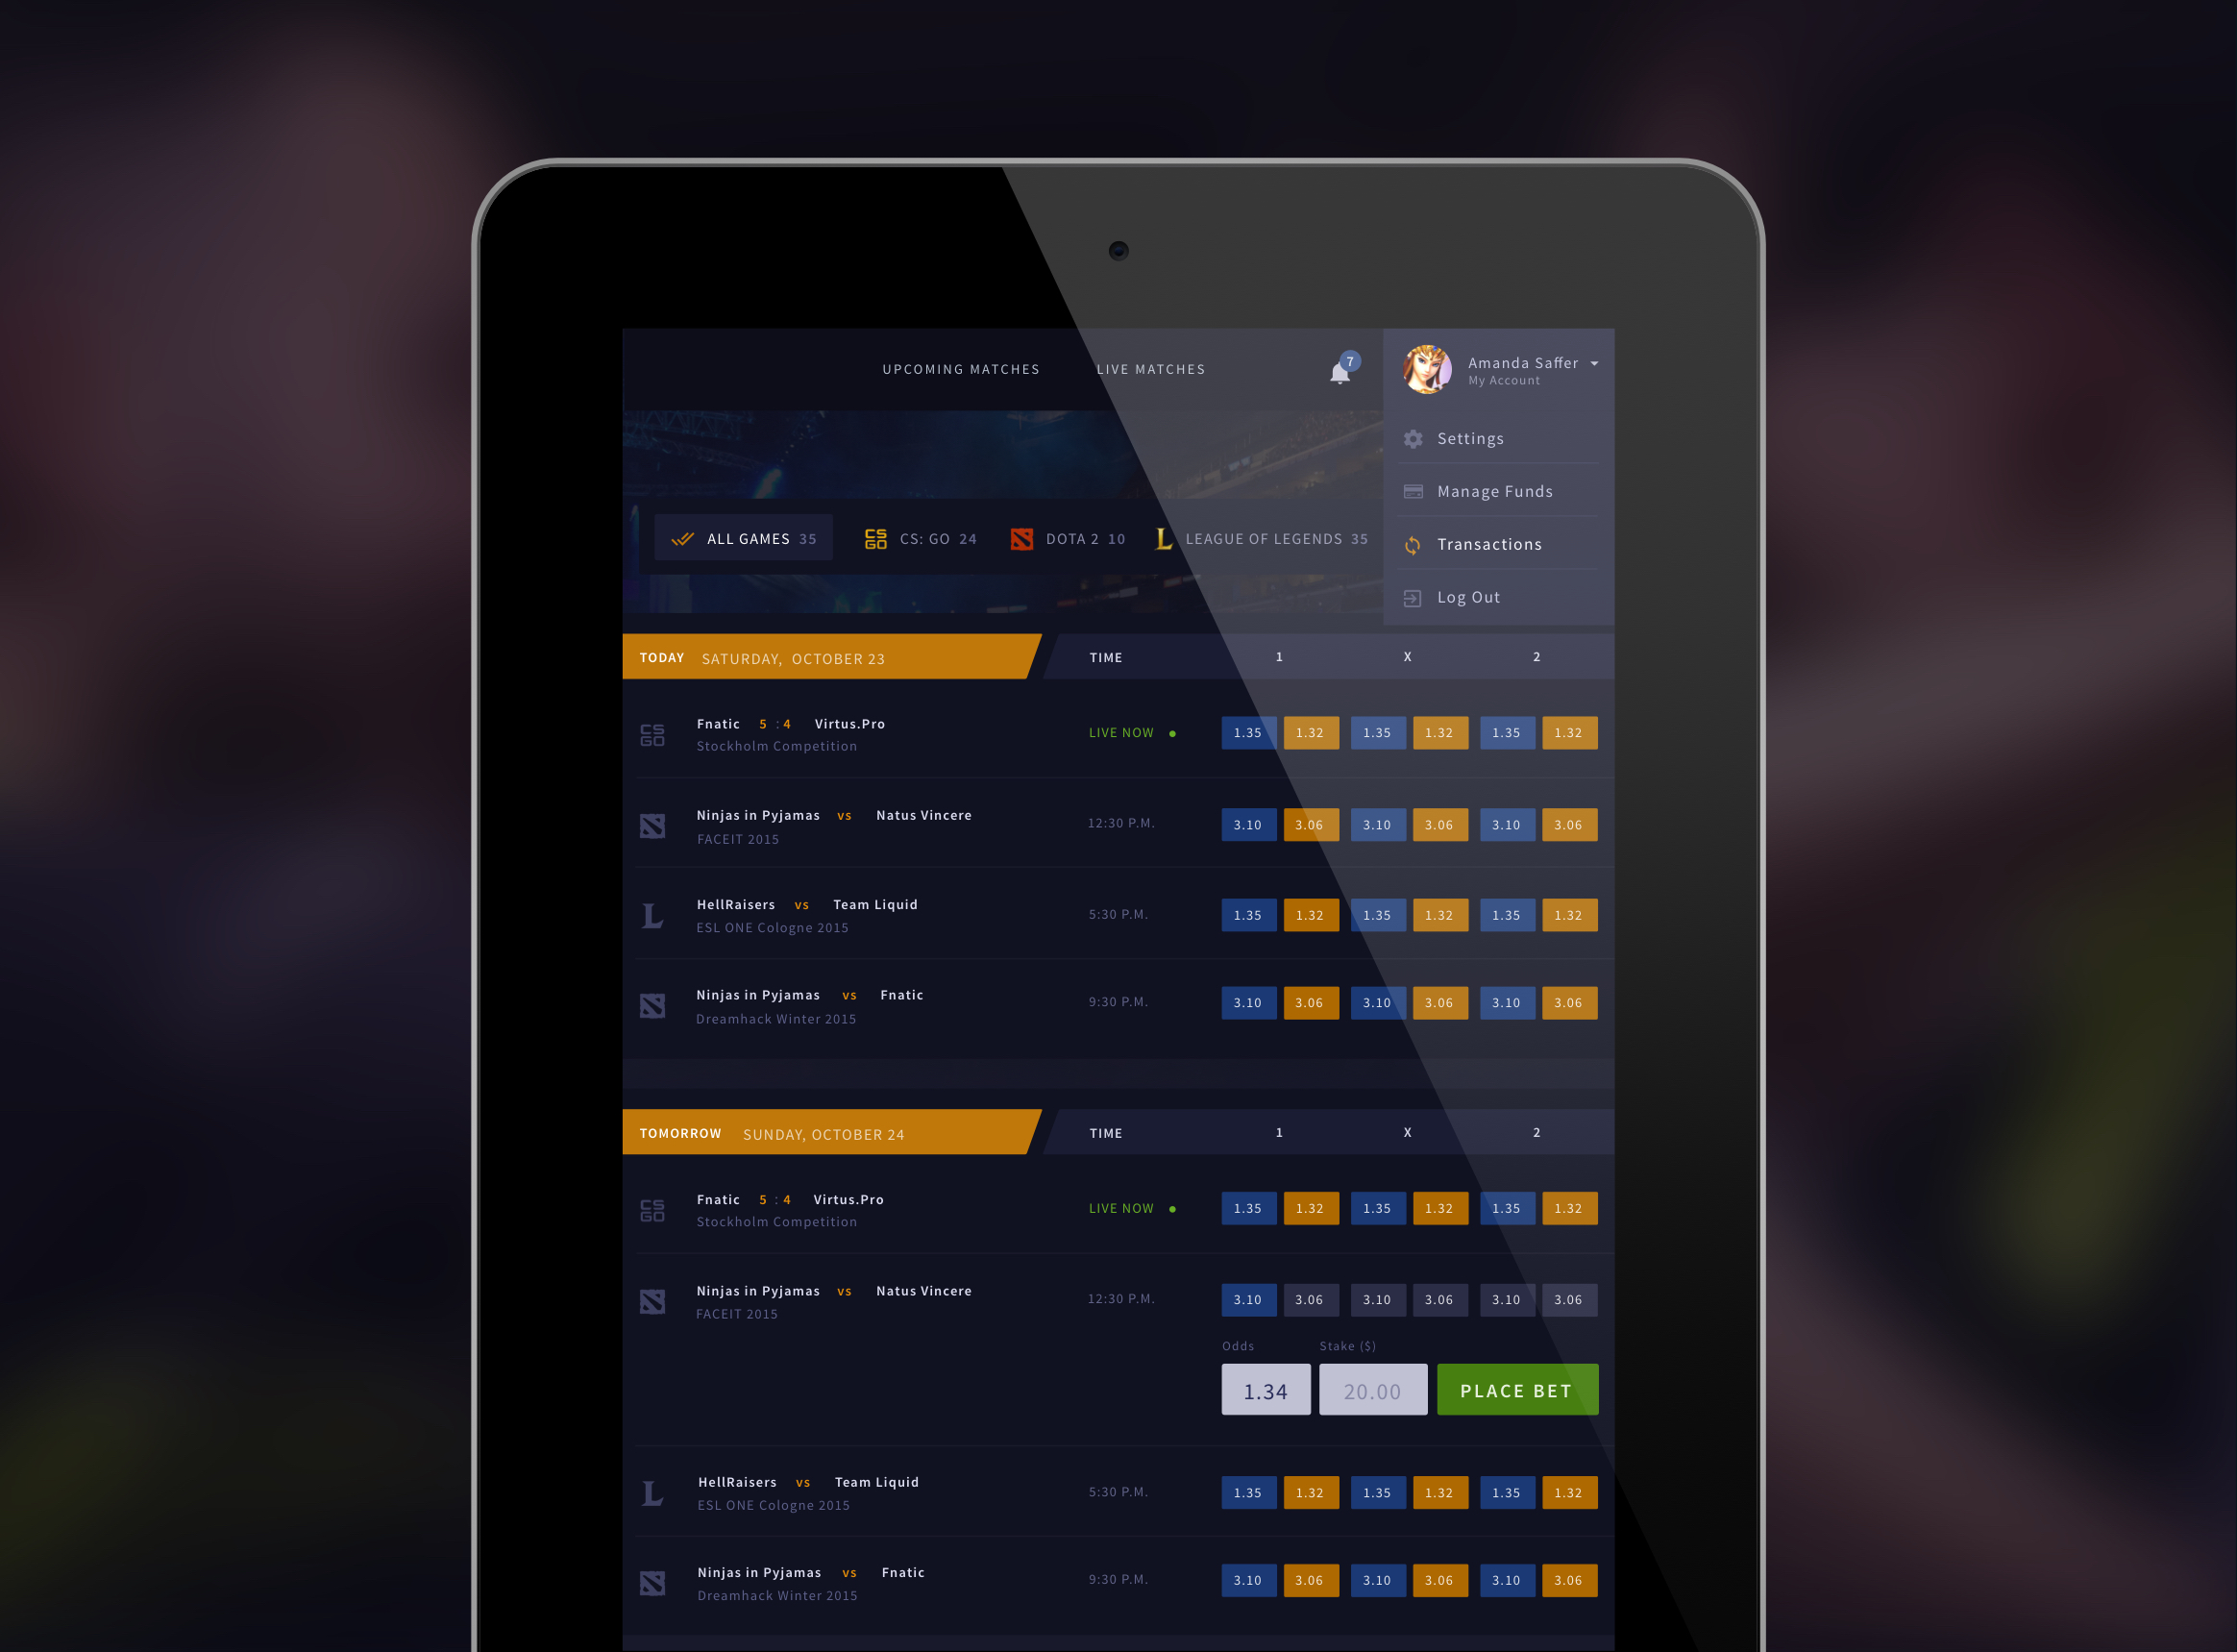 UPCOMING MATCHES LIVE MATCHES 7 Amanda Saffer
My Account
Settings
Manage Funds
Transactions
Log Out
ALL GAMES 35 CS GO CS: GO 24 DOTA 2 10 L LEAGUE OF LEGENDS 35
TODAY SATURDAY, OCTOBER 23 TIME 1 X 2
CS GO Fnatic 5 : 4 Virtus.Pro LIVE NOW 1.35 1.32 1.35 1.32 1.35 1.32
Stockholm Competition
Ninjas in Pyjamas vs Natus Vincere 12:30 P.M. 3.10 3.06 3.10 3.06 3.10 3.06
FACEIT 2015
L HellRaisers vs Team Liquid 5:30 P.M. 1.35 1.32 1.35 1.32 1.35 1.32
ESL ONE Cologne 2015
Ninjas in Pyjamas vs Fnatic 9:30 P.M. 3.10 3.06 3.10 3.06 3.10 3.06
Dreamhack Winter 2015
TOMORROW SUNDAY, OCTOBER 24 TIME 1 X 2
CS GO Fnatic 5 : 4 Virtus.Pro LIVE NOW 1.35 1.32 1.35 1.32 1.35 1.32
Stockholm Competition
Ninjas in Pyjamas vs Natus Vincere 12:30 P.M. 3.10 3.06 3.10 3.06 3.10 3.06
FACEIT 2015
Odds Stake ($)
1.34 20.00 PLACE BET
L HellRaisers vs Team Liquid 5:30 P.M. 1.35 1.32 1.35 1.32 1.35 1.32
ESL ONE Cologne 2015
Ninjas in Pyjamas vs Fnatic 9:30 P.M. 3.10 3.06 3.10 3.06 3.10 3.06
Dreamhack Winter 2015